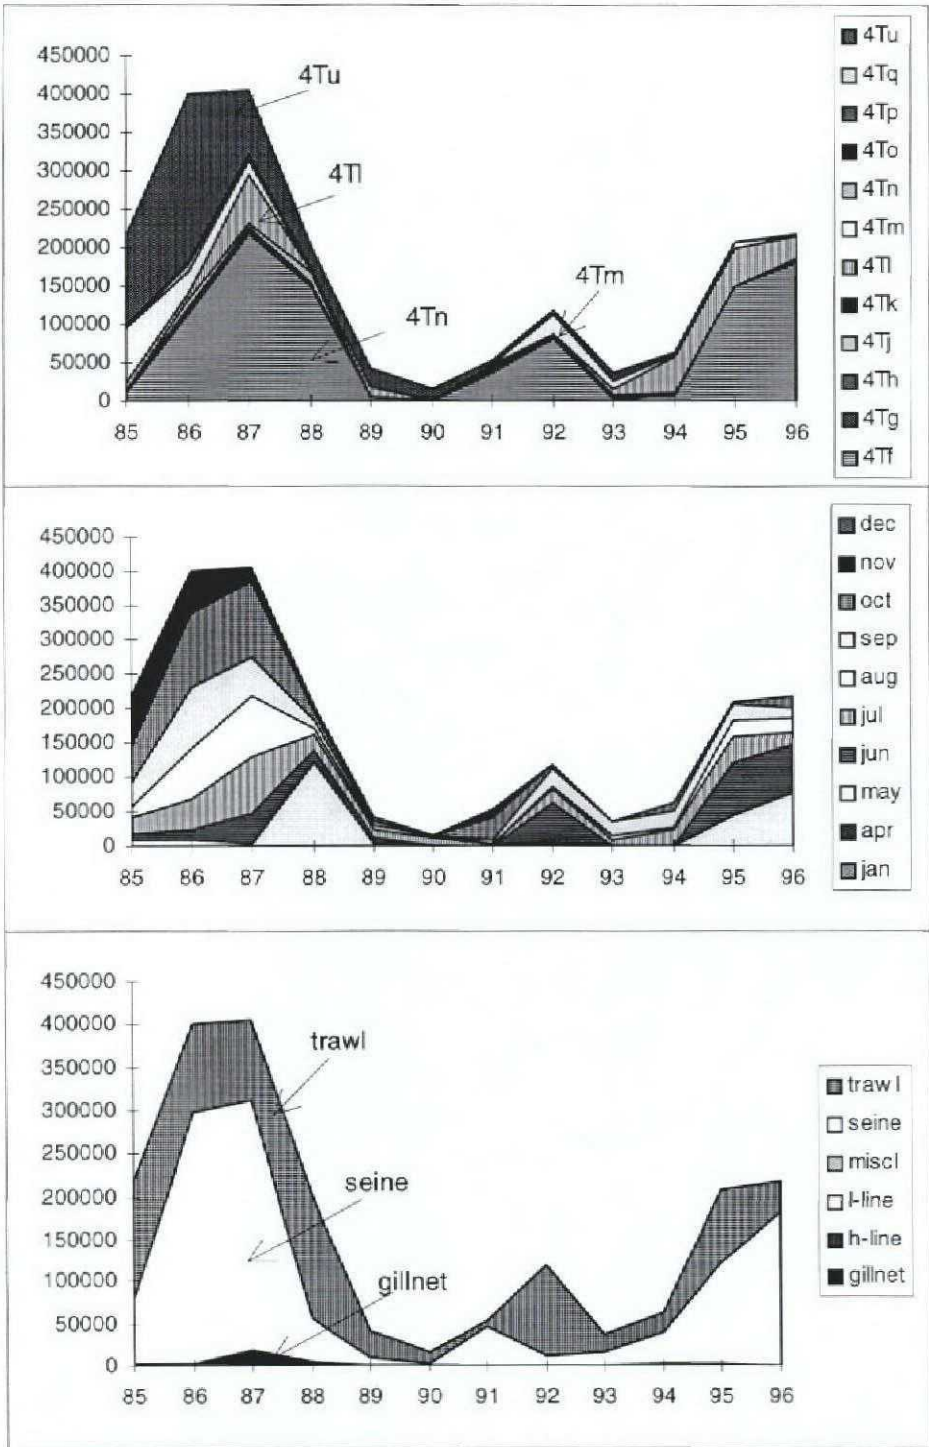 450000
400000
350000
300000
250000
200000
150000
100000
50000
0
85 86 87 88 89 90 91 92 93 94 95 96
4Tu
4Tl
4Tn
4Tm
4Tu
4Tq
4Tp
4To
4Tn
4Tm
4Tl
4Tk
4Tj
4Th
4Tg
4Tf
450000
400000
350000
300000
250000
200000
150000
100000
50000
0
85 86 87 88 89 90 91 92 93 94 95 96
dec
nov
oct
sep
aug
jul
jun
may
apr
jan
450000
400000
350000
300000
250000
200000
150000
100000
50000
0
85 86 87 88 89 90 91 92 93 94 95 96
trawl
seine
gillnet
trawl
seine
miscl
l-line
h-line
gillnet